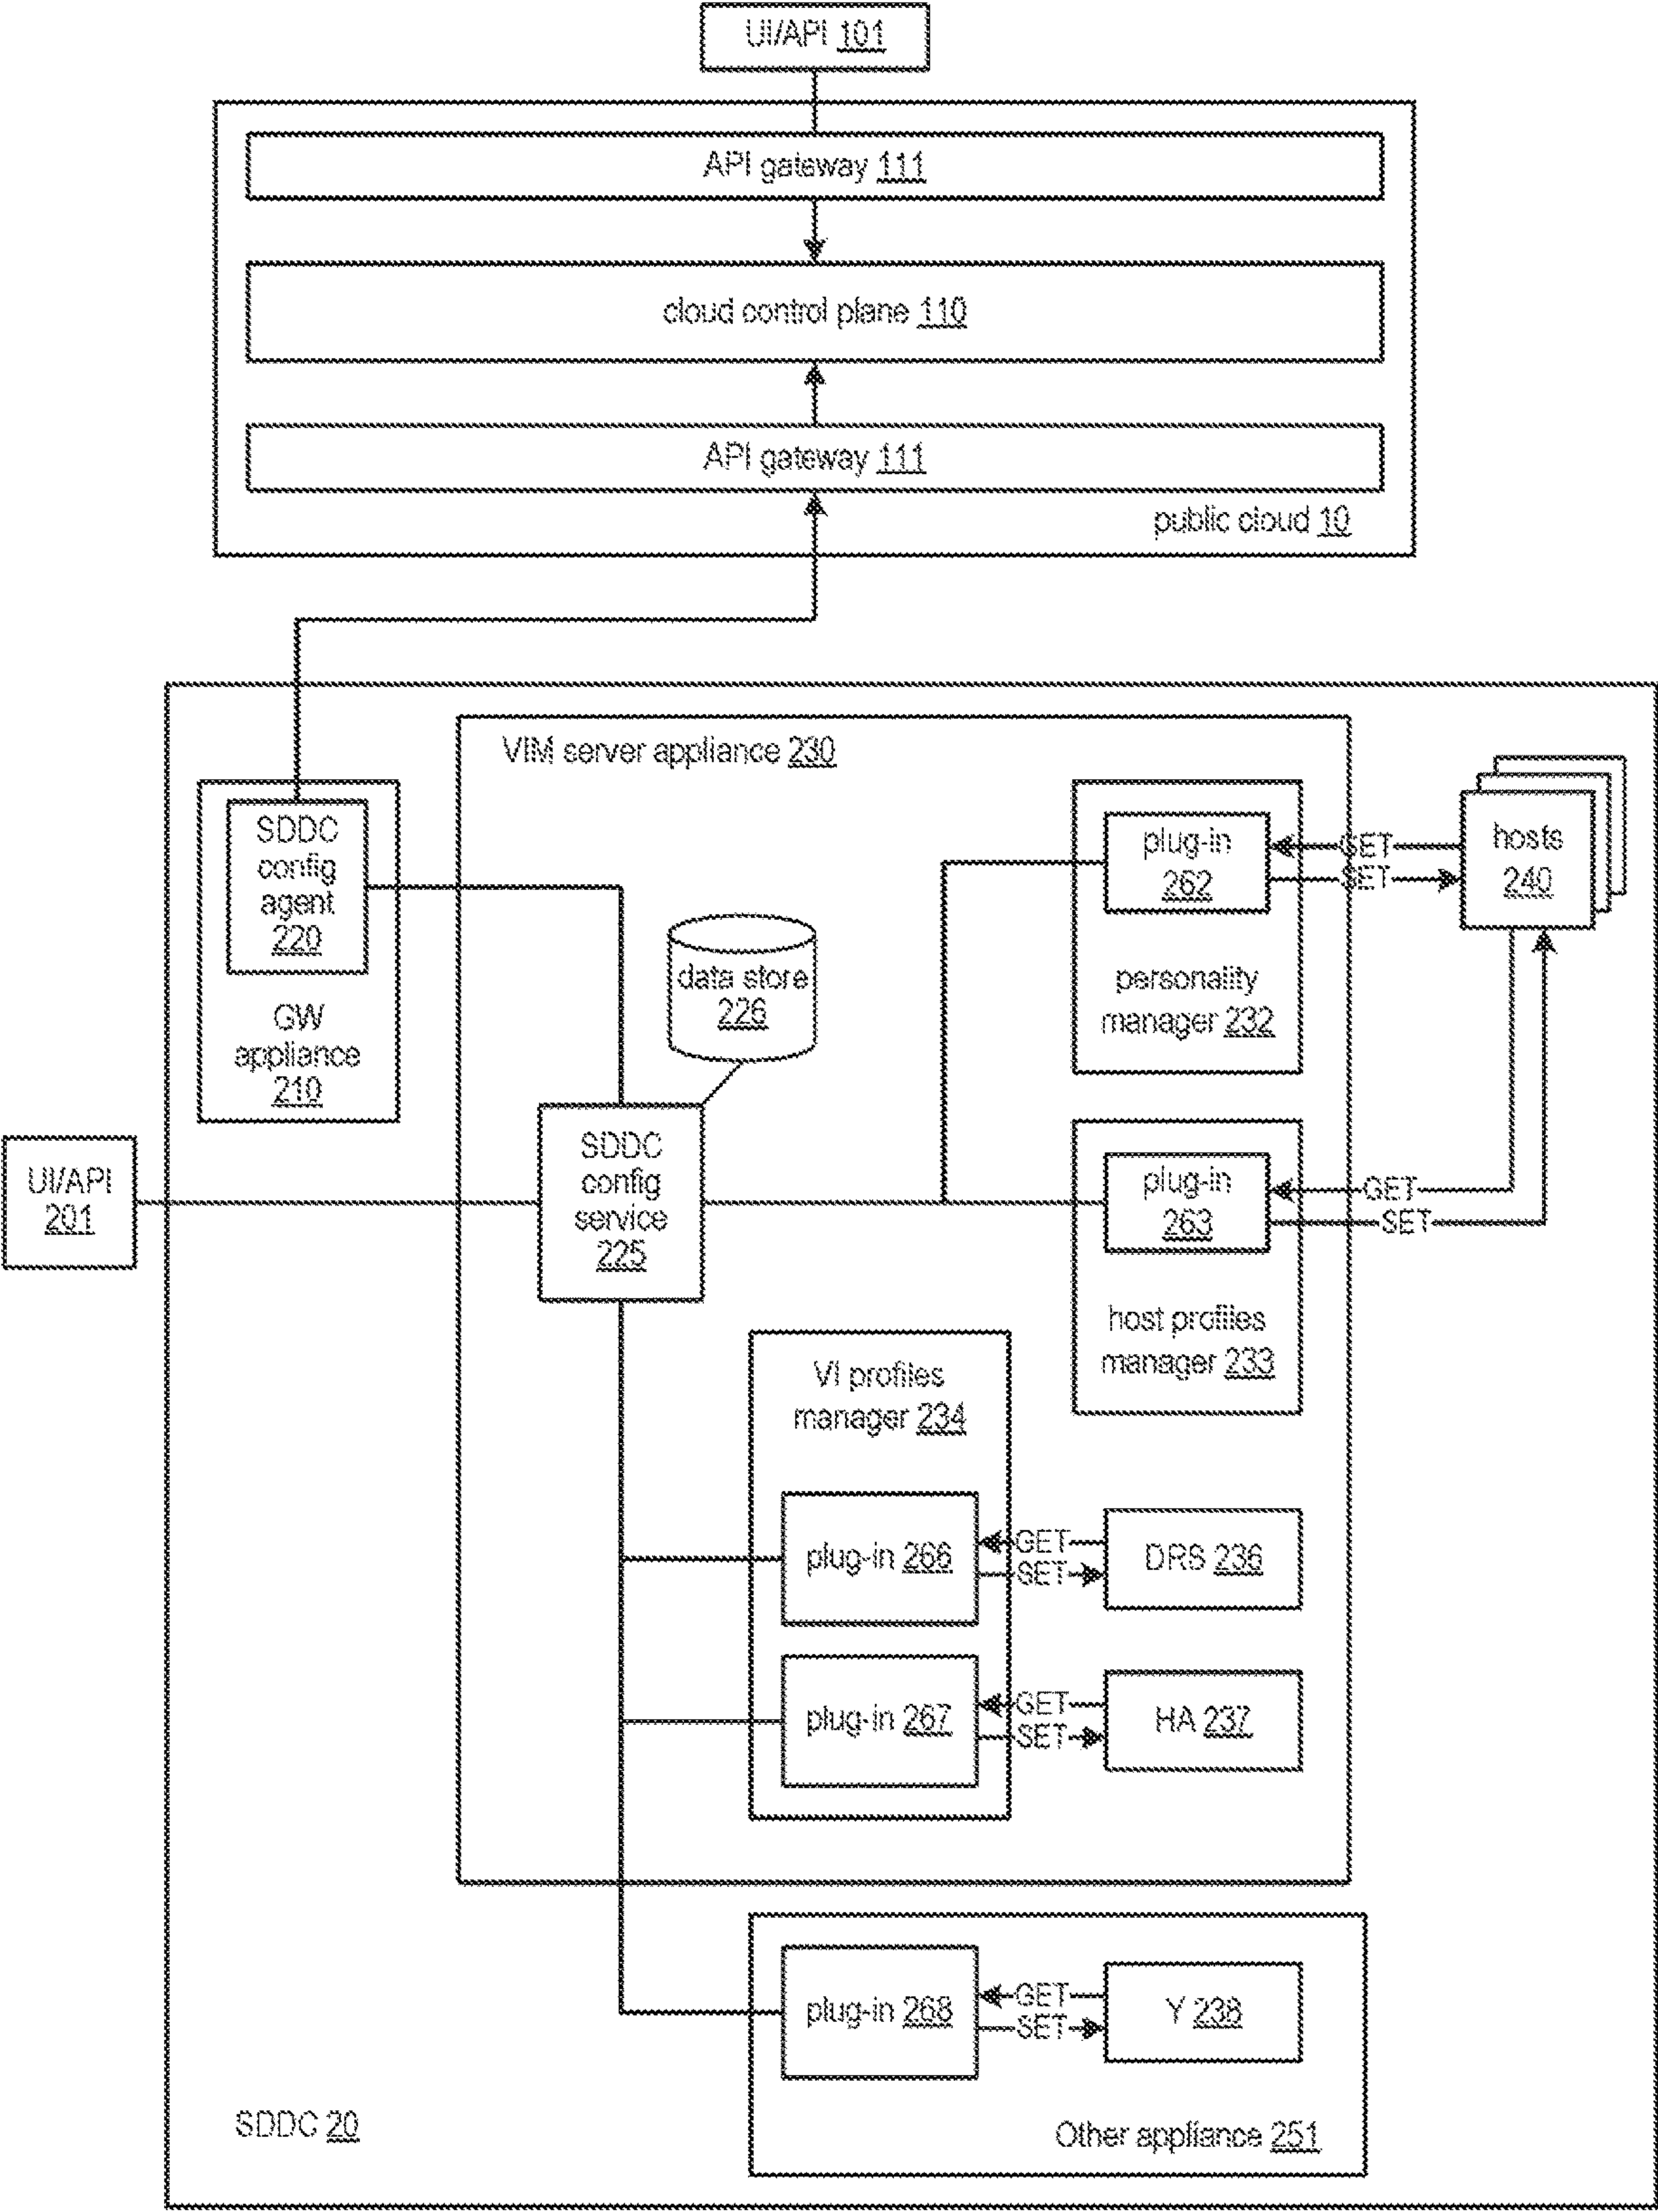 UI/API 101
API gateway 111
cloud control plane 110
API gateway 111
public cloud 10
VIM server appliance 230
SDDC
config
agent
220
GW
appliance
210
plug-in
262
personality
manager 232
GET
SET
hosts
240
data store
226
UI/API
201
SDDC
config
service
225
plug-in
263
host profiles
manager 233
GET
SET
VI profiles
manager 234
plug-in 266
GET
SET
DRS 236
plug-in 267
GET
SET
HA 237
plug-in 268
GET
SET
Y 238
SDDC 20
Other appliance 251